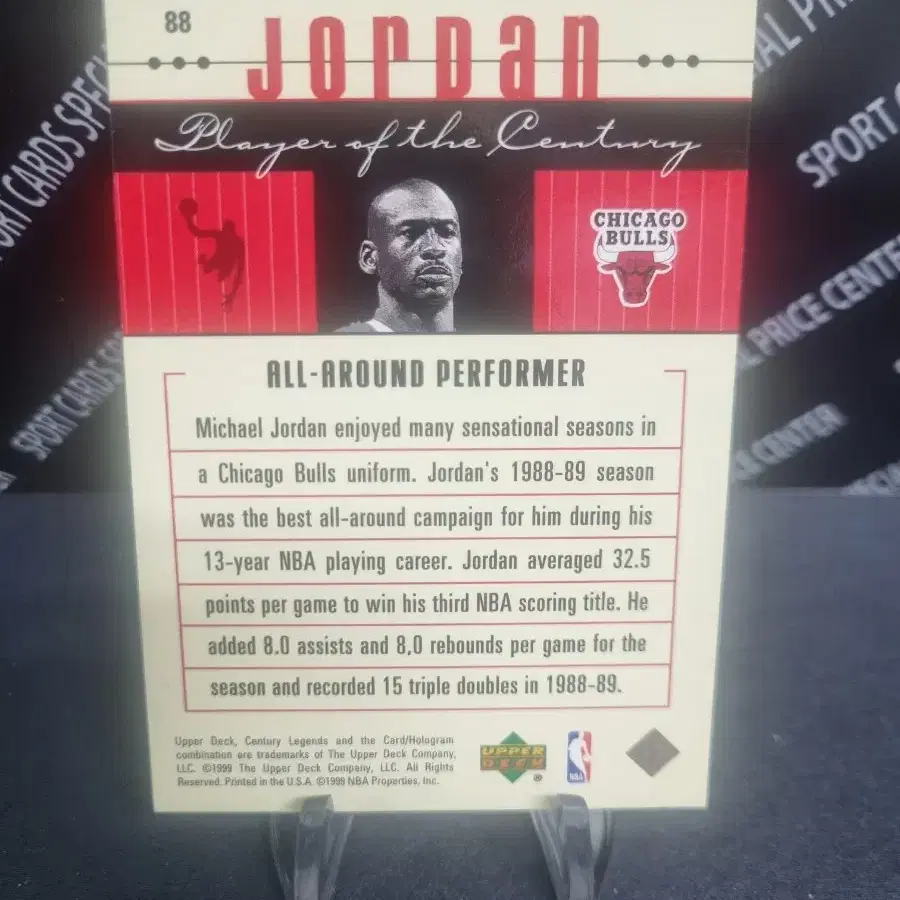 88
Jordan
Player of the Century
CHICAGO
BULLS
ALL-AROUND PERFORMER
Michael Jordan enjoyed many sensational seasons in
a Chicago Bulls uniform. Jordan's 1988-89 season
was the best all-around campaign for him during his
13-year NBA playing career. Jordan averaged 32.5
points per game to win his third NBA scoring title. He
added 8.0 assists and 8,0 rebounds per game for the
season and recorded 15 triple doubles in 1988-89.
Upper Deck, Century Legends and the Card/Hologram
combination are trademarks of The Upper Deck Company,
LLC. ©1999 The Upper Deck Company, LLC. All Rights
Reserved. Printed in the U.S.A. ©1999 NBA Properties, Inc.
UPPER
DECK
®
NBA
SPORT CARDS
SPORT
PRICE CENTER
SPORT CARDS
CENTER